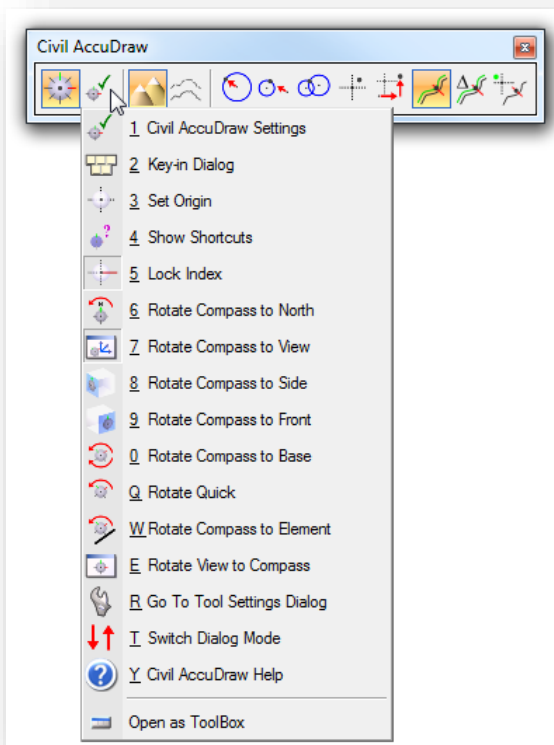 Civil AccuDraw
1 Civil AccuDraw Settings
2 Key-in Dialog
3 Set Origin
4 Show Shortcuts
5 Lock Index
6 Rotate Compass to North
7 Rotate Compass to View
8 Rotate Compass to Side
9 Rotate Compass to Front
0 Rotate Compass to Base
Q Rotate Quick
W Rotate Compass to Element
E Rotate View to Compass
R Go To Tool Settings Dialog
T Switch Dialog Mode
Y Civil AccuDraw Help
Open as ToolBox